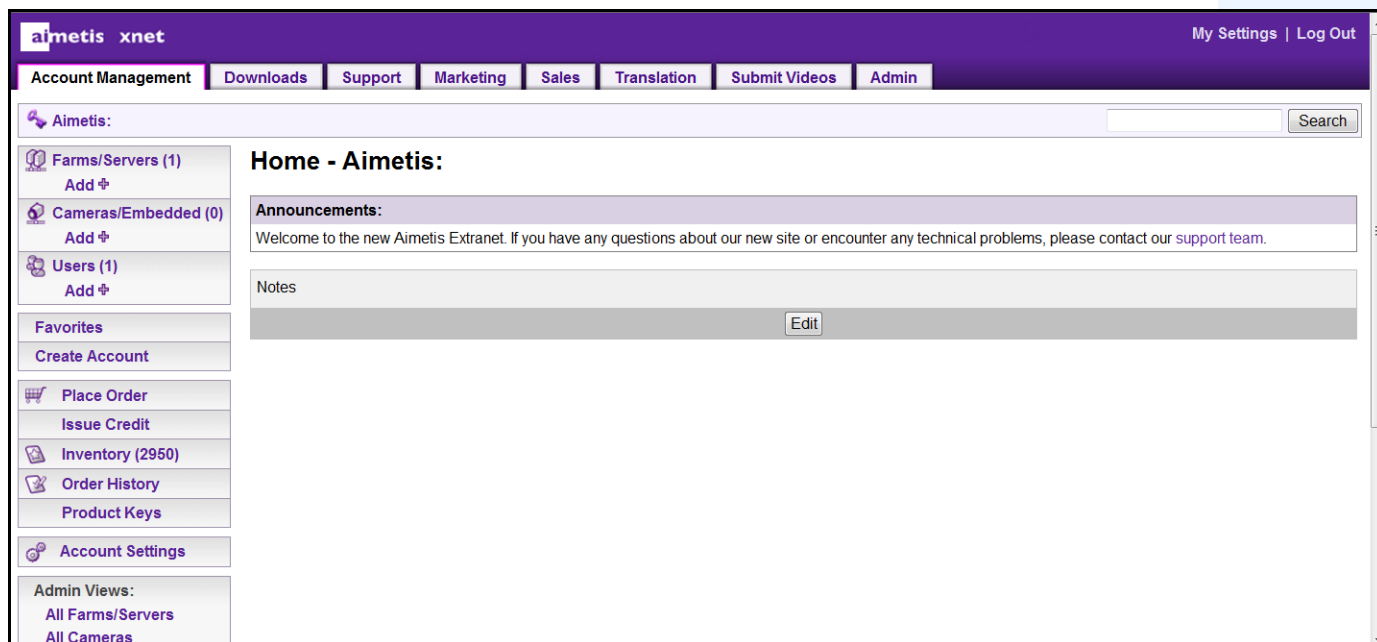 aimetis xnet
My Settings | Log Out
Account Management
Downloads
Support
Marketing
Sales
Translation
Submit Videos
Admin
Aimetis:
Search
Farms/Servers (1)
Add
Cameras/Embedded (0)
Add
Users (1)
Add
Favorites
Create Account
Place Order
Issue Credit
Inventory (2950)
Order History
Product Keys
Account Settings
Admin Views:
All Farms/Servers
All Cameras
Home - Aimetis:
Announcements:
Welcome to the new Aimetis Extranet. If you have any questions about our new site or encounter any technical problems, please contact our support team.
Notes
Edit